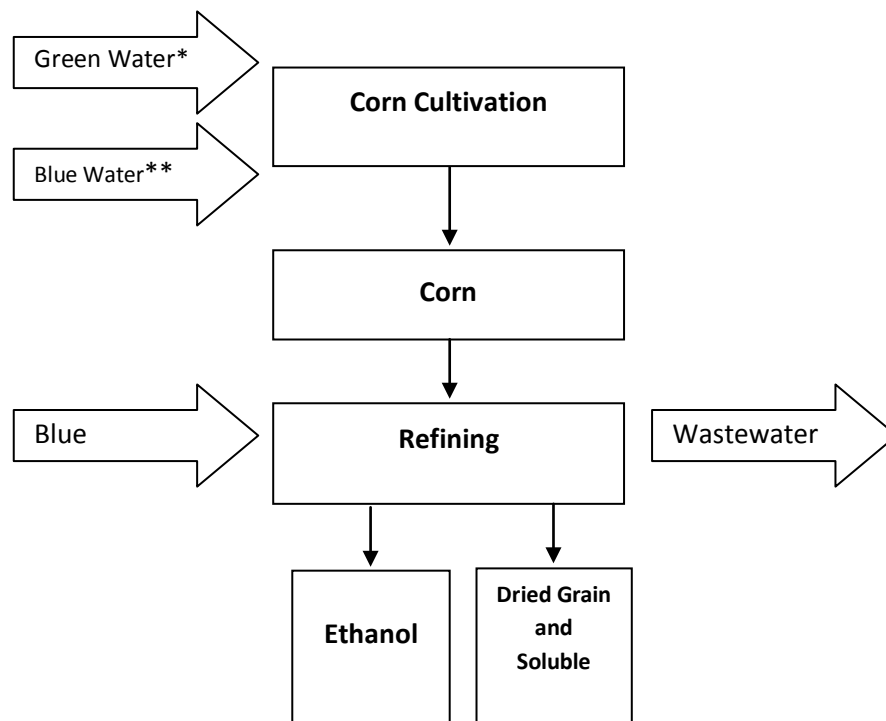 Green Water*
Corn Cultivation
Blue Water**
Corn
Blue
Refining
Wastewater
Ethanol
Dried Grain
and
Soluble